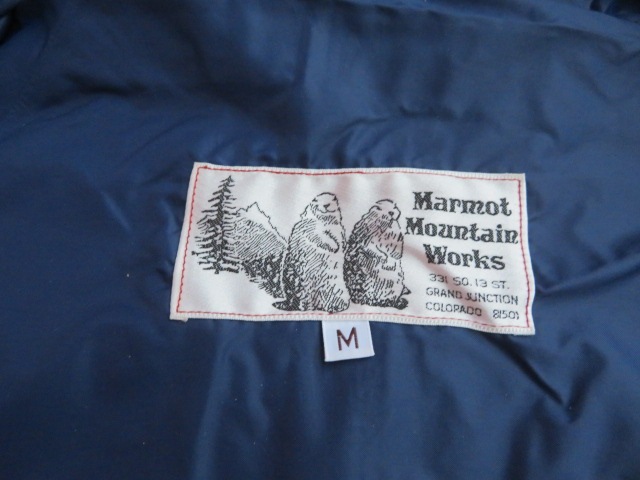 Marmot
Mountain
Works
331 SO. 13 ST.
GRAND JUNCTION
COLORADO 81501
M